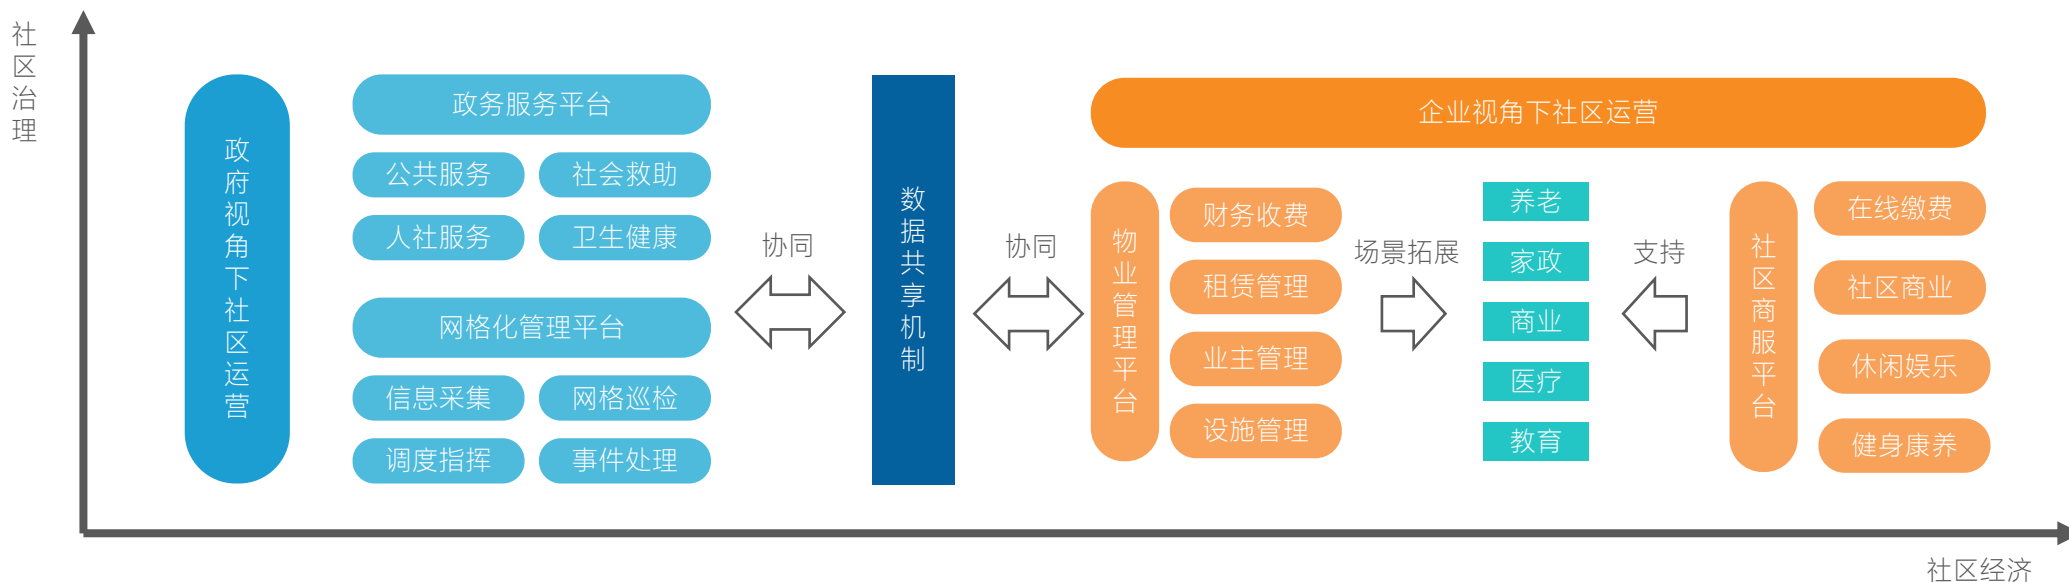 社区治理
政府视角下社区运营
政务服务平台
公共服务
社会救助
人社服务
卫生健康
网格化管理平台
信息采集
网格巡检
调度指挥
事件处理
协同
数据共享机制
协同
企业视角下社区运营
物业管理平台
财务收费
租赁管理
业主管理
设施管理
场景拓展
养老
家政
商业
医疗
教育
支持
社区商服平台
在线缴费
社区商业
休闲娱乐
健身康养
社区经济